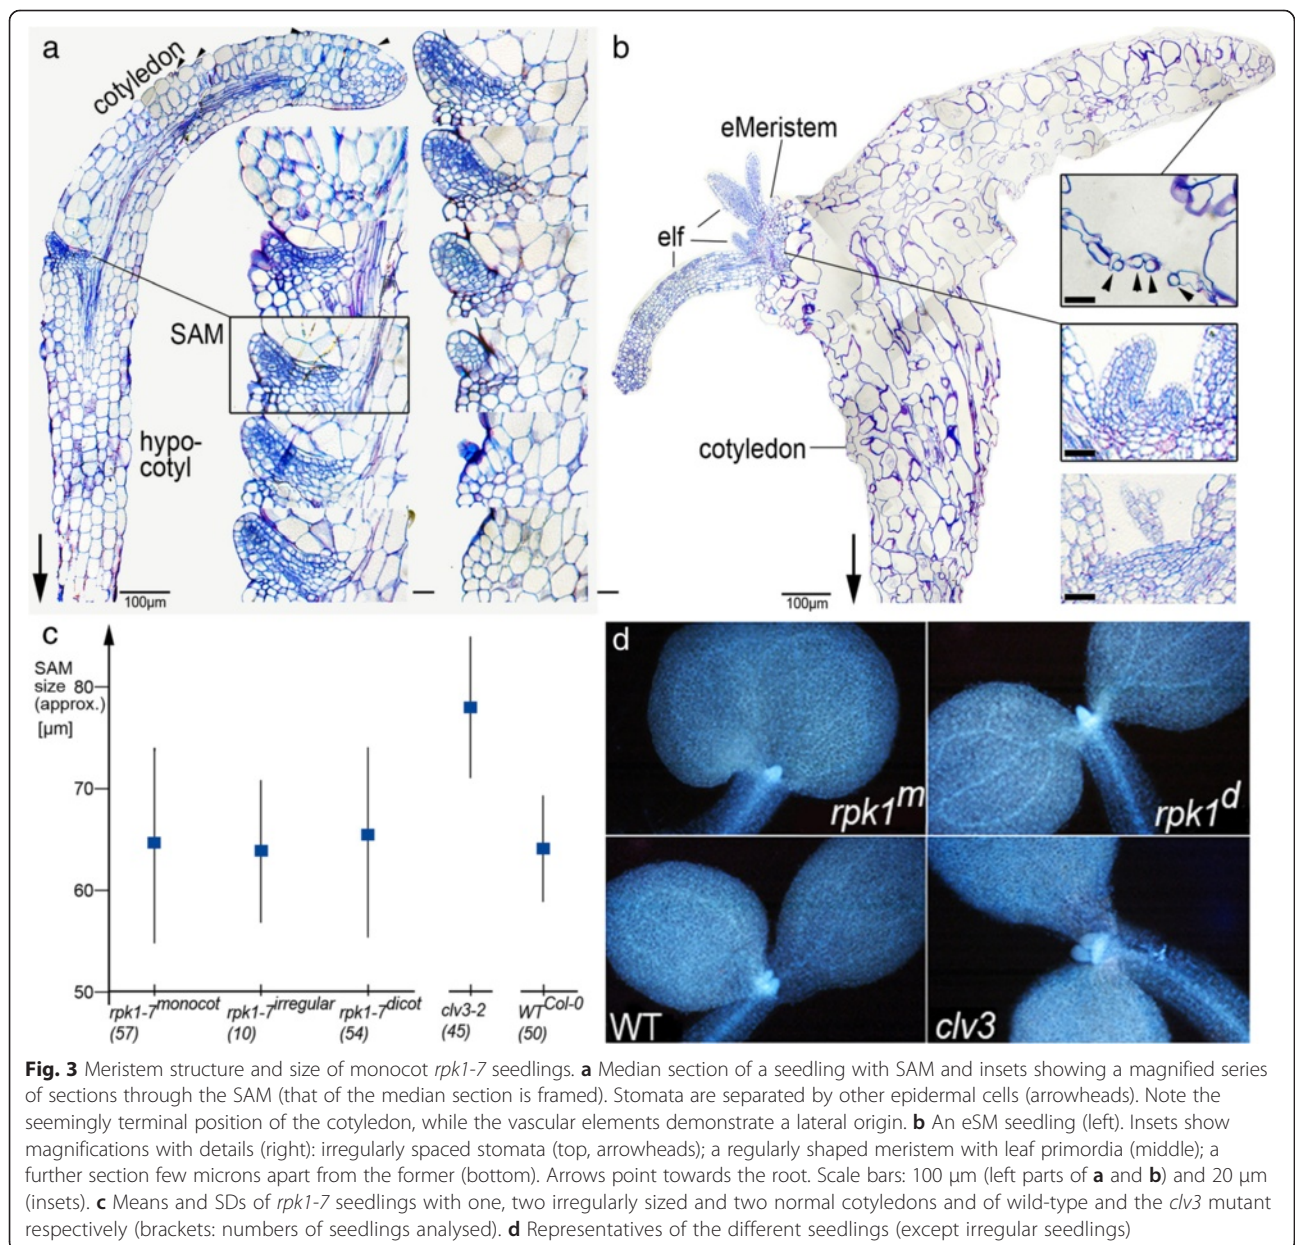 a
cotyledon
SAM
hypo-
cotyl
100µm
b
eMeristem
elf
cotyledon
100µm
c
SAM
size
(approx.)
[µm]
80
70
60
50
rpk1-7monocot
(57)
rpk1-7irregular
(10)
rpk1-7dicot
(54)
clv3-2
(45)
WTCol-0
(50)
d
rpk1m
rpk1d
WT
clv3
Fig. 3 Meristem structure and size of monocot rpk1-7 seedlings. a Median section of a seedling with SAM and insets showing a magnified series
of sections through the SAM (that of the median section is framed). Stomata are separated by other epidermal cells (arrowheads). Note the
seemingly terminal position of the cotyledon, while the vascular elements demonstrate a lateral origin. b An eSM seedling (left). Insets show
magnifications with details (right): irregularly spaced stomata (top, arrowheads); a regularly shaped meristem with leaf primordia (middle); a
further section few microns apart from the former (bottom). Arrows point towards the root. Scale bars: 100 µm (left parts of a and b) and 20 µm
(insets). c Means and SDs of rpk1-7 seedlings with one, two irregularly sized and two normal cotyledons and of wild-type and the clv3 mutant
respectively (brackets: numbers of seedlings analysed). d Representatives of the different seedlings (except irregular seedlings)